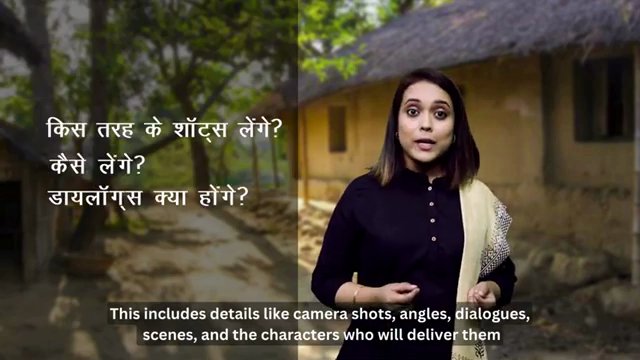 किस तरह के शॉट्स लेंगे?
कैसे लेंगे?
डायलॉग्स क्या होंगे?
This includes details like camera shots, angles, dialogues,
scenes, and the characters who will deliver them